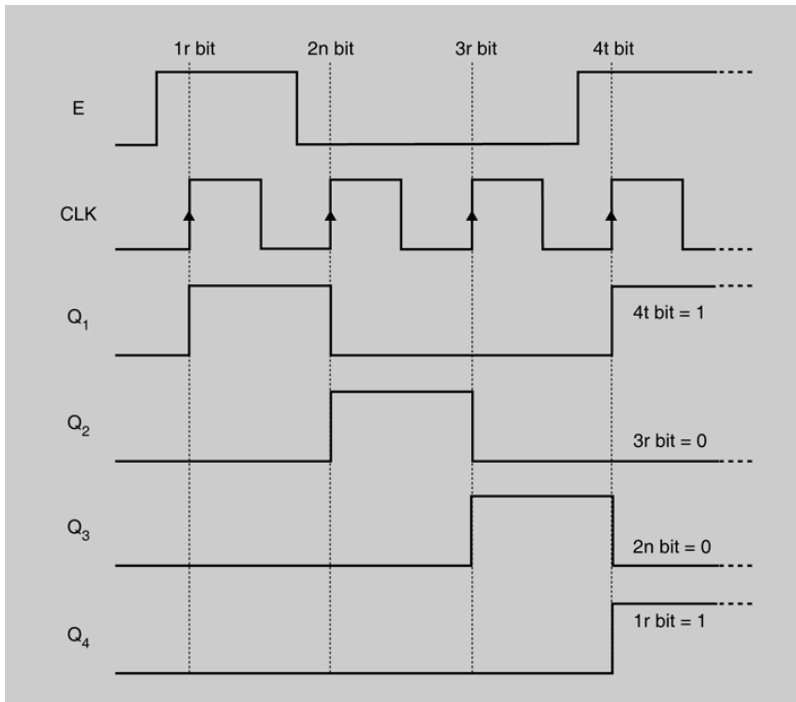 1r bit 2n bit 3r bit 4t bit
E
CLK
Q1
4t bit = 1
Q2
3r bit = 0
Q3
2n bit = 0
Q4
1r bit = 1